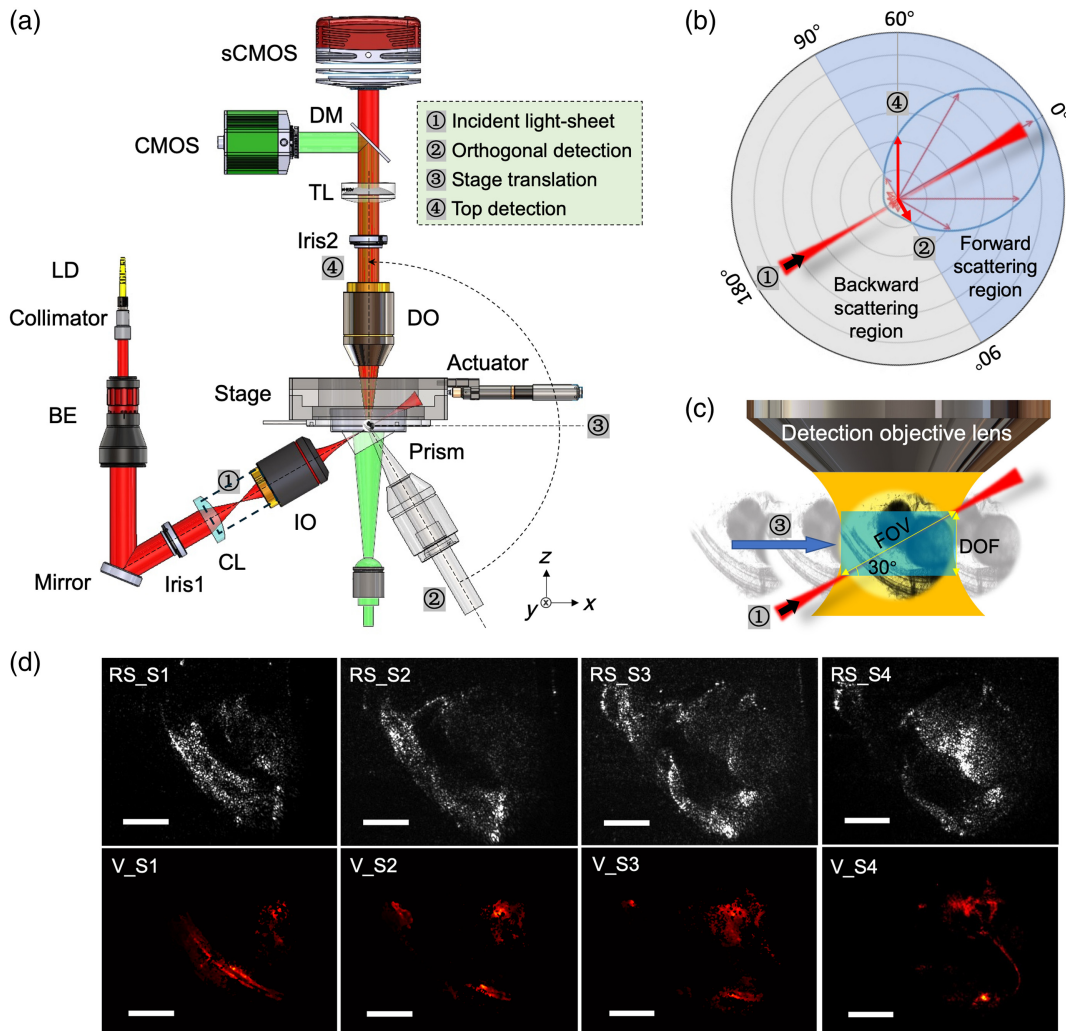 (a)
sCMOS
DM
CMOS
① Incident light-sheet
② Orthogonal detection
③ Stage translation
④ Top detection
TL
Iris2
④
LD
Collimator
DO
BE
Stage
Actuator
③
Prism
①
IO
CL
Iris1
Mirror
②
z
y
x
(b)
60°
90°
0°
④
②
①
Forward
scattering
region
Backward
scattering
region
180°
90°
(c)
Detection objective lens
③
FOV
DOF
30°
①
(d)
RS_S1
RS_S2
RS_S3
RS_S4
V_S1
V_S2
V_S3
V_S4